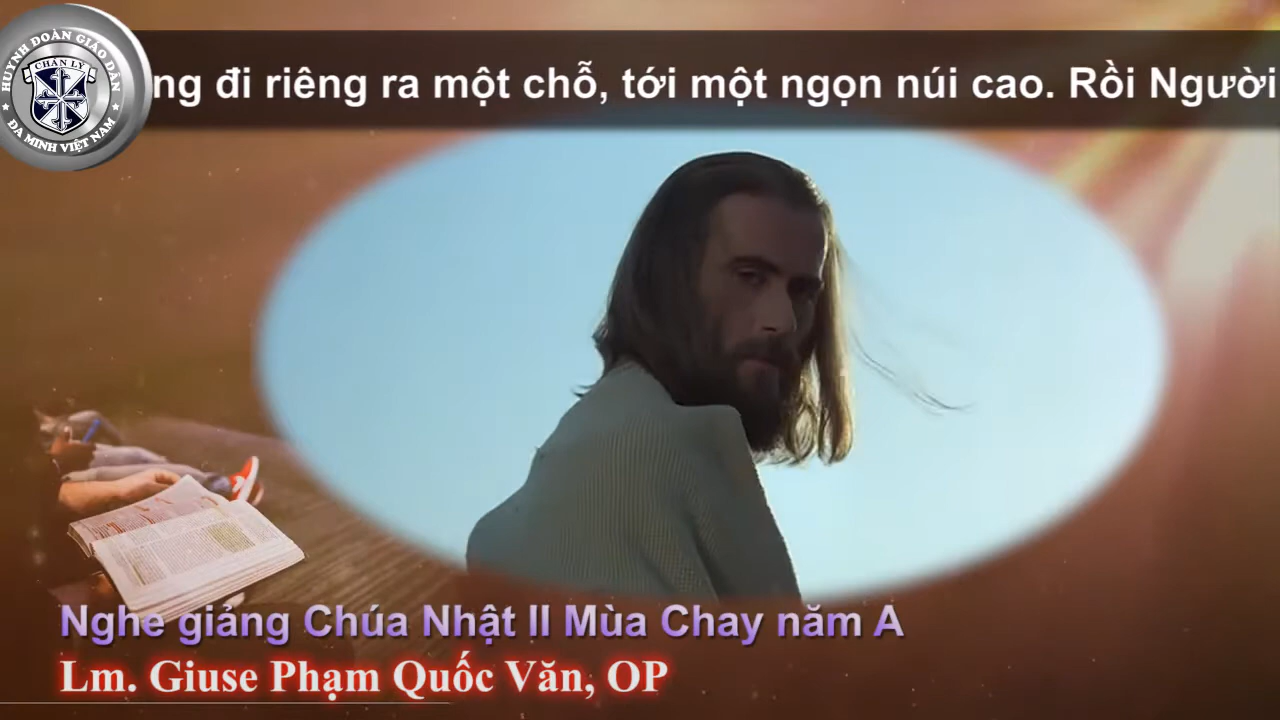 HUYNH ĐOÀN GIÁO DÂN
CHÂN LÝ
ĐA MINH VIỆT NAM
ng đi riêng ra một chỗ, tới một ngọn núi cao. Rồi Người
Nghe giảng Chúa Nhật II Mùa Chay năm A
Lm. Giuse Phạm Quốc Văn, OP